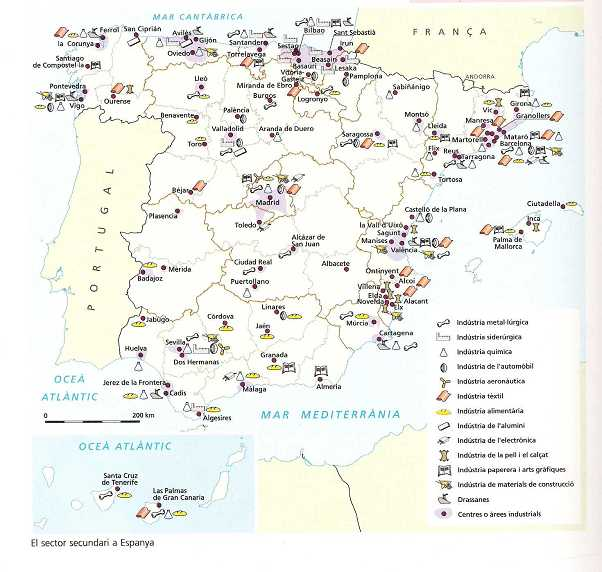 MAR CANTÀBRICA
FRANÇA
ANDORRA
PORTUGAL
Ferrol
San Ciprián
la Corunya
Santiago
de Compostel·la
Pontevedra
Vigo
Ourense
Avilés
Gijón
Oviedo
Santander
Torrelavega
Bilbao
Sestao
Basauri
Sant Sebastià
Irun
Beasain
Lesaka
Vitòria-
Gasteiz
Pamplona
Miranda de Ebro
Logronyo
Burgos
Lleó
Benavente
Palència
Valladolid
Aranda de Duero
Toro
Sabiñánigo
Montsó
Saragossa
Lleida
Flix
Reus
Tarragona
Tortosa
Vic
Manresa
Martorell
Girona
Granollers
Mataró
Barcelona
Béjar
Plasencia
Madrid
Toledo
Alcázar de
San Juan
Ciudad Real
Puertollano
Albacete
Castelló de la Plana
la Vall d'Uixó
Sagunt
Manises
València
Ciutadella
Inca
Palma de
Mallorca
Ontinyent
Alcoi
Villena
Elda
Novelda
Alacant
Elx
Múrcia
Cartagena
Mérida
Badajoz
Jabugo
Huelva
Sevilla
Dos Hermanas
Córdova
Linares
Jaén
Granada
Almeria
Málaga
Jerez de la Frontera
Cadis
Algesires
OCEÀ
ATLÀNTIC
MAR MEDITERRÀNIA
0
200 km
OCEÀ ATLÀNTIC
Santa Cruz
de Tenerife
Las Palmas
de Gran Canaria
Indústria metal·lúrgica
Indústria siderúrgica
Indústria química
Indústria de l'automòbil
Indústria aeronàutica
Indústria tèxtil
Indústria alimentària
Indústria de l'alumini
Indústria de l'electrònica
Indústria de la pell i el calçat
Indústria paperera i arts gràfiques
Indústria de materials de construcció
Drassanes
Centres o àrees industrials
El sector secundari a Espanya